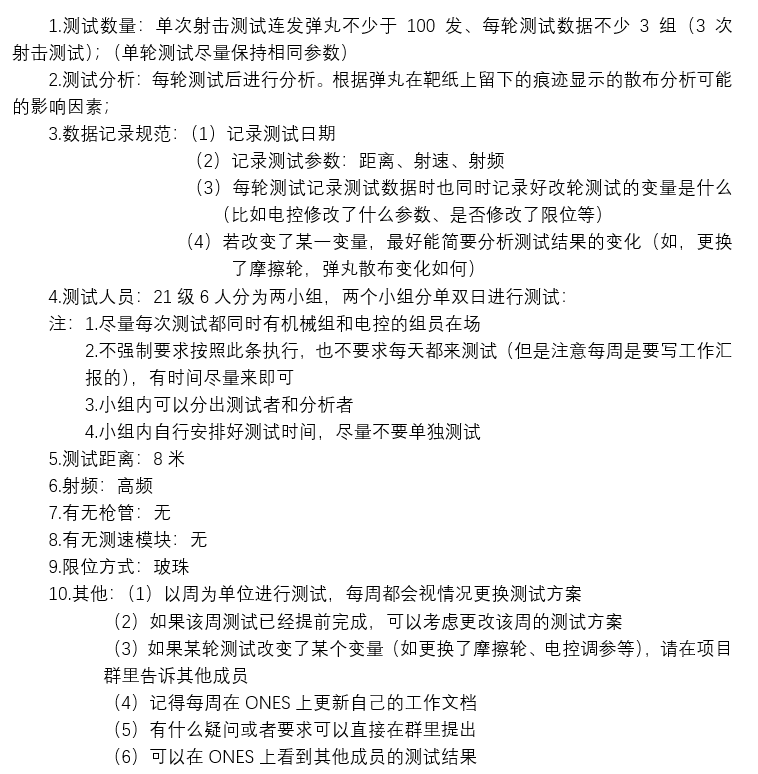 1.测试数量：单次射击测试连发弹丸不少于 100 发、每轮测试数据不少 3 组（3 次
射击测试）；（单轮测试尽量保持相同参数）
2.测试分析：每轮测试后进行分析。根据弹丸在靶纸上留下的痕迹显示的散布分析可能
的影响因素；
3.数据记录规范：（1）记录测试日期
（2）记录测试参数：距离、射速、射频
（3）每轮测试记录测试数据时也同时记录好改轮测试的变量是什么
（比如电控修改了什么参数、是否修改了限位等）
（4）若改变了某一变量，最好能简要分析测试结果的变化（如，更换
了摩擦轮，弹丸散布变化如何）
4.测试人员：21 级 6 人分为两小组，两个小组分单双日进行测试：
注：1.尽量每次测试都同时有机械组和电控的组员在场
2.不强制要求按照此条执行，也不要求每天都来测试（但是注意每周是要写工作汇
报的），有时间尽量来即可
3.小组内可以分出测试者和分析者
4.小组内自行安排好测试时间，尽量不要单独测试
5.测试距离：8 米
6.射频：高频
7.有无枪管：无
8.有无测速模块：无
9.限位方式：玻珠
10.其他：（1）以周为单位进行测试，每周都会视情况更换测试方案
（2）如果该周测试已经提前完成，可以考虑更改该周的测试方案
（3）如果某轮测试改变了某个变量（如更换了摩擦轮、电控调参等），请在项目
群里告诉其他成员
（4）记得每周在 ONES 上更新自己的工作文档
（5）有什么疑问或者要求可以直接在群里提出
（6）可以在 ONES 上看到其他成员的测试结果